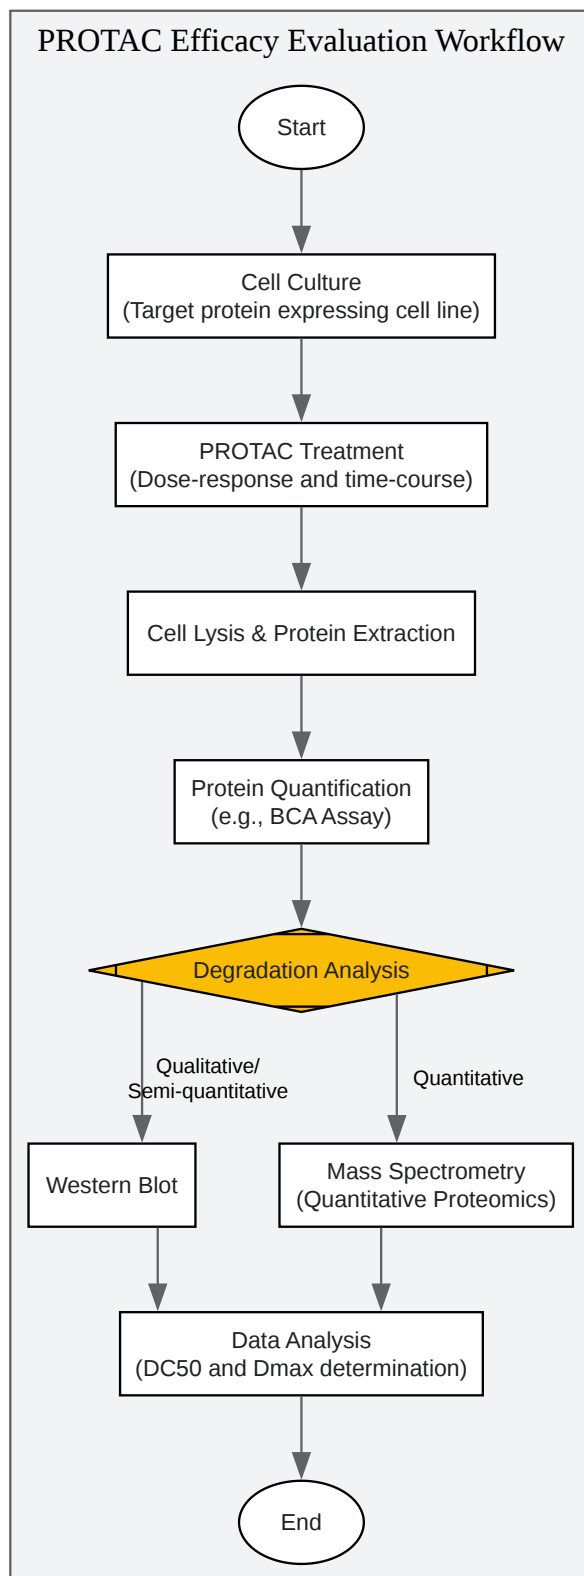 PROTAC Efficacy Evaluation Workflow
Start
Cell Culture
(Target protein expressing cell line)
PROTAC Treatment
(Dose-response and time-course)
Cell Lysis & Protein Extraction
Protein Quantification
(e.g., BCA Assay)
Degradation Analysis
Qualitative/
Semi-quantitative
Quantitative
Western Blot
Mass Spectrometry
(Quantitative Proteomics)
Data Analysis
(DC50 and Dmax determination)
End